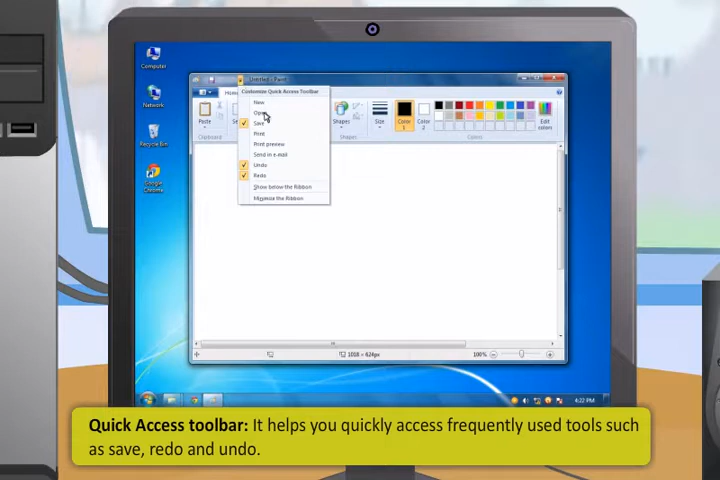 Computer
Network
Recycle Bin
Google
Chrome
Untitled - Paint
Customize Quick Access Toolbar
New
Open
Save
Print
Print preview
Send in e-mail
Undo
Redo
Show below the Ribbon
Minimize the Ribbon
Paste
Clipboard
Shapes
Shapes
Size
Color
1
Color
2
Edit
colors
Colors
1018 × 624px
100%
4:22 PM
Quick Access toolbar: It helps you quickly access frequently used tools such
as save, redo and undo.